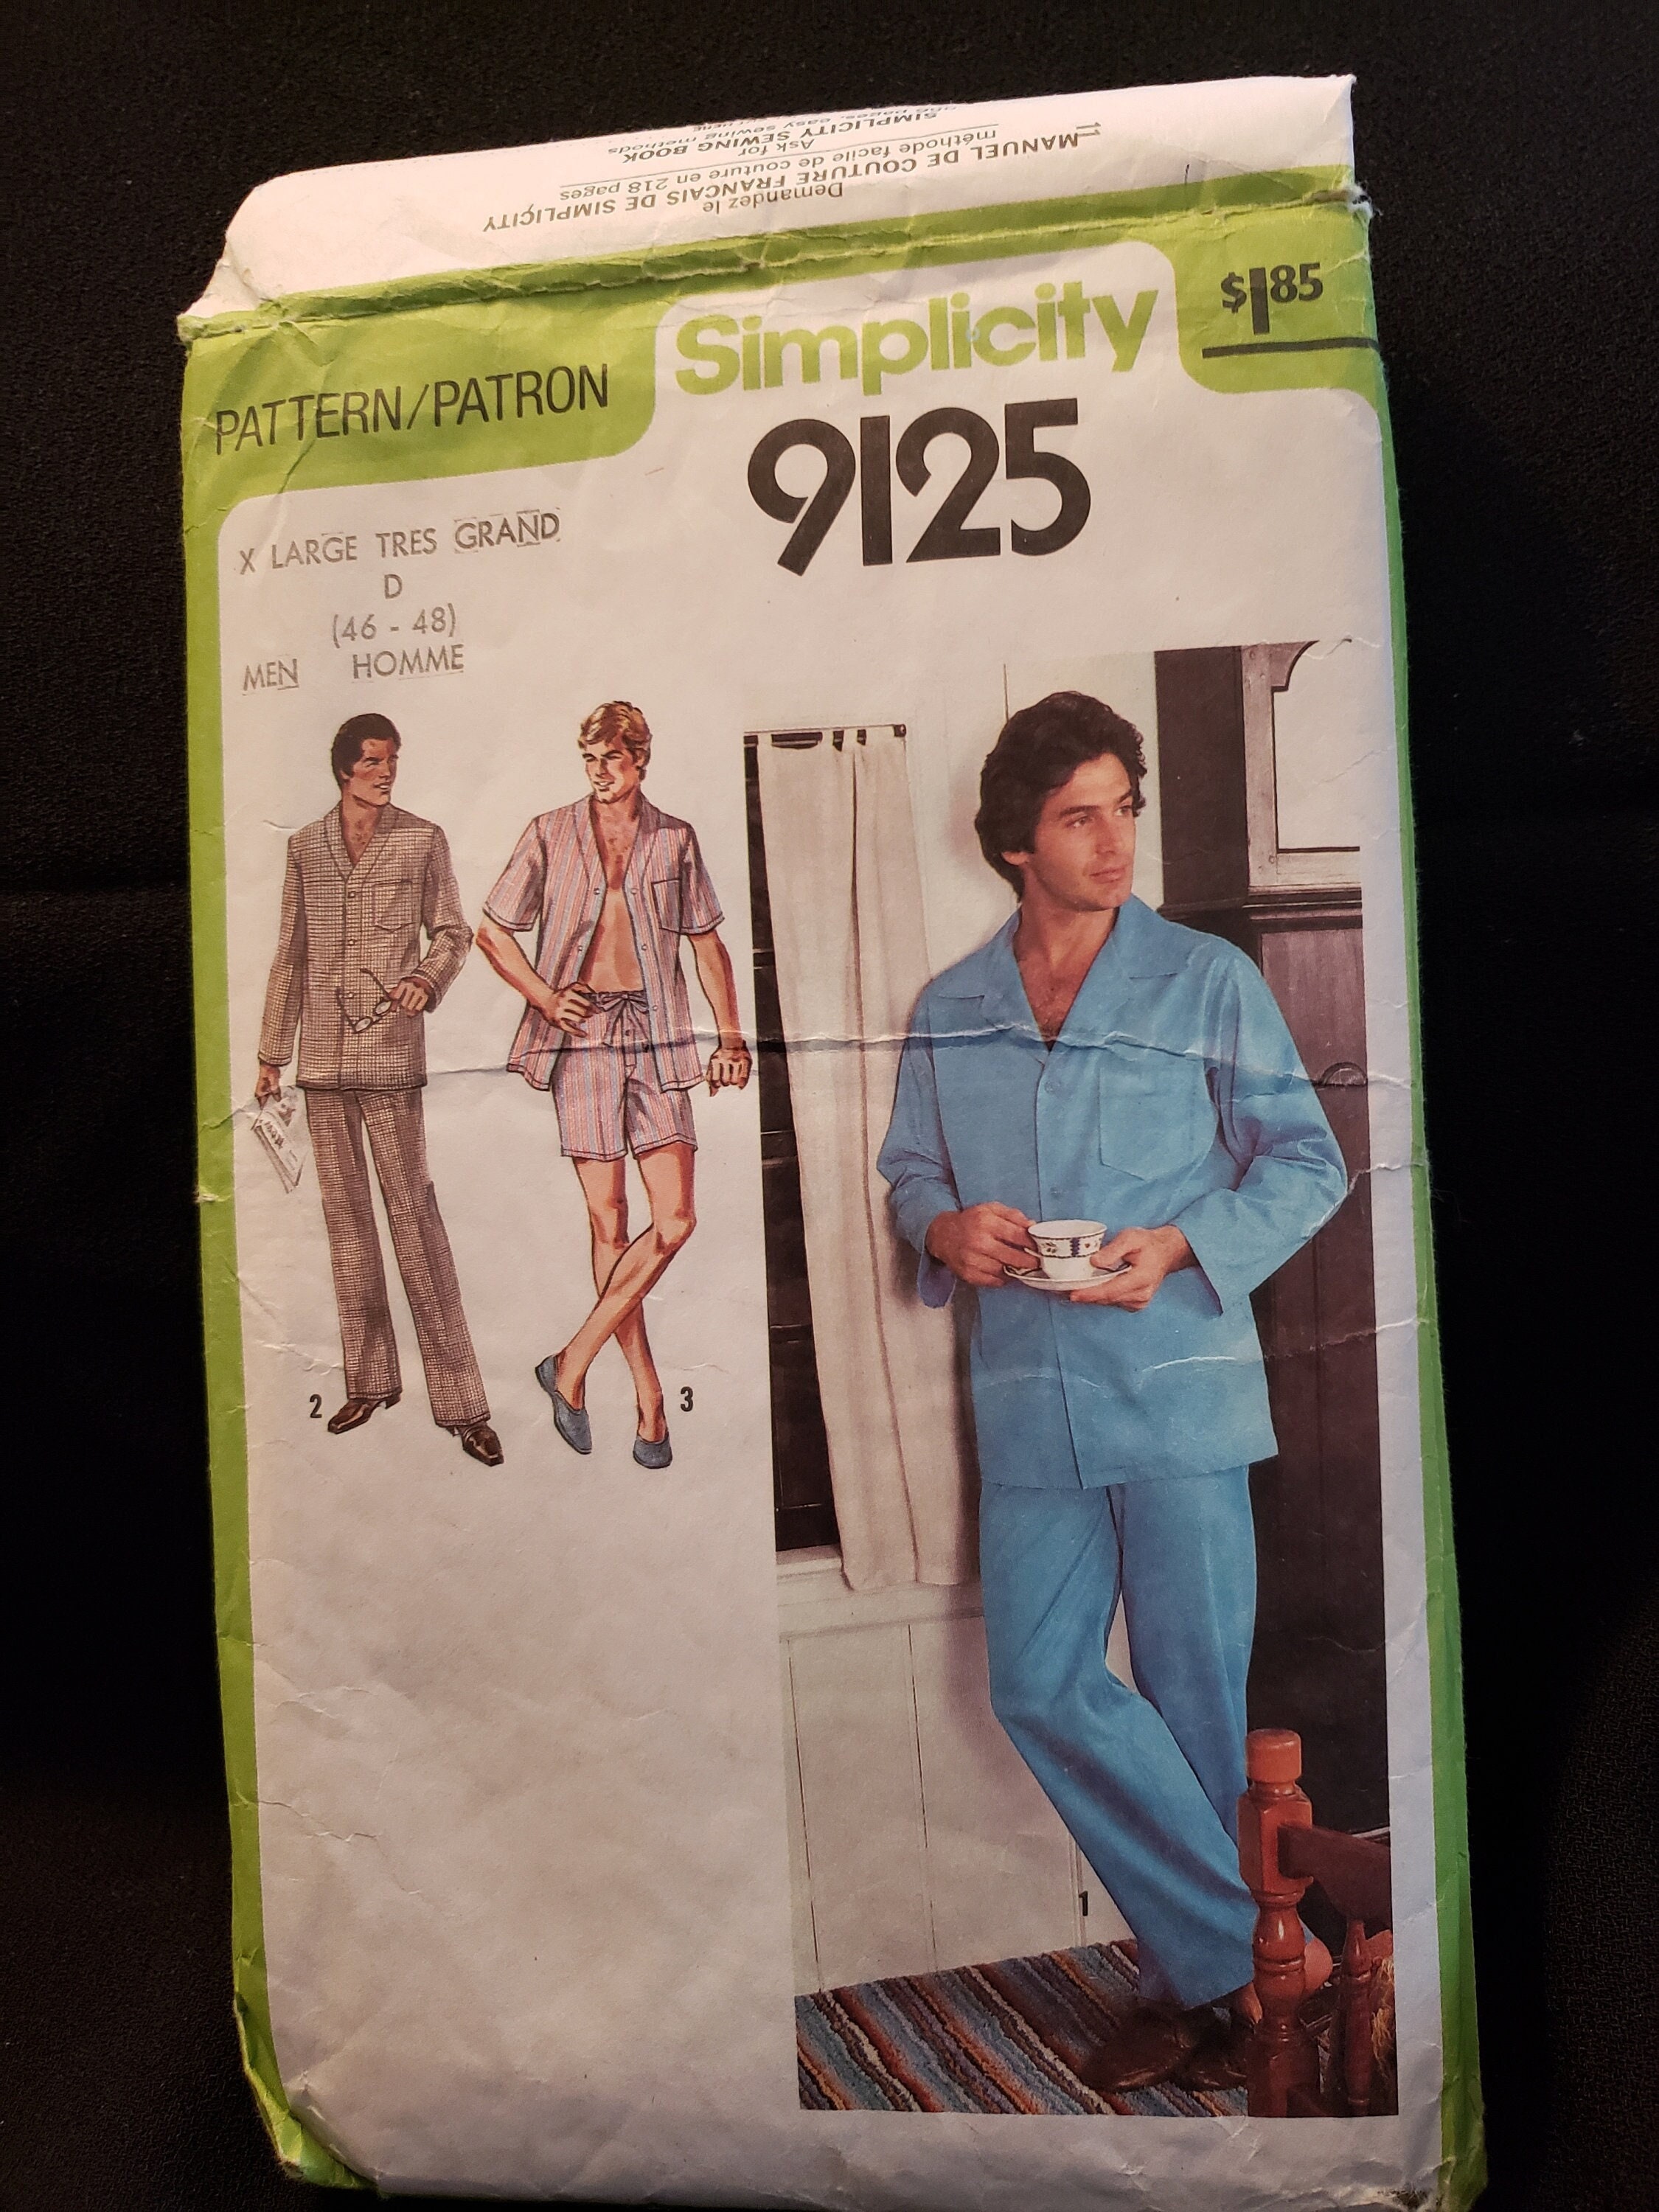 MANUEL DE COUTURE FRANCAIS DE SIMPLICITY
méthode facile de couture en 218 pages
Demandez le
Ask for
SIMPLICITY SEWING BOOK
pages, easy sewing methods
PATTERN/PATRON
Simplicity
$1.85
9125
X LARGE TRES GRAND
D
(46 - 48)
MEN HOMME
2
3
1